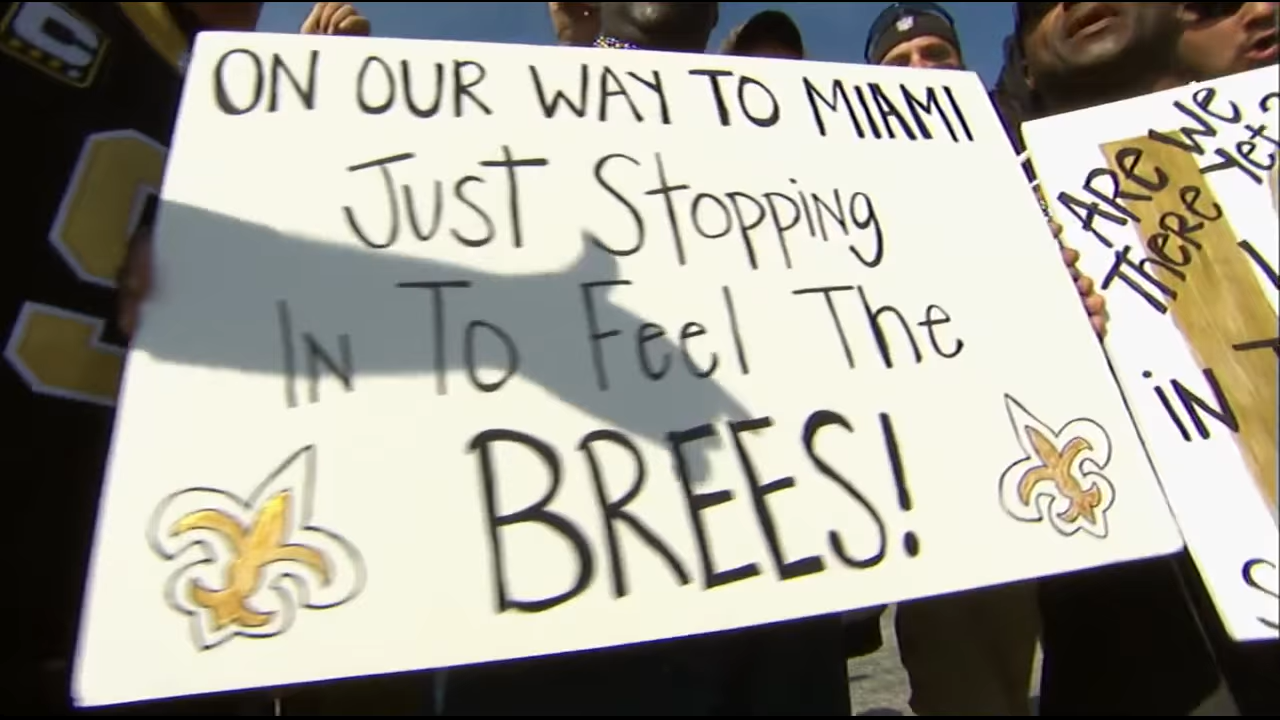 ON OUR WAY TO MIAMI
JUST STOPPING
IN TO FEEL THE
BREES!
ARE WE
THERE Yet?
iN